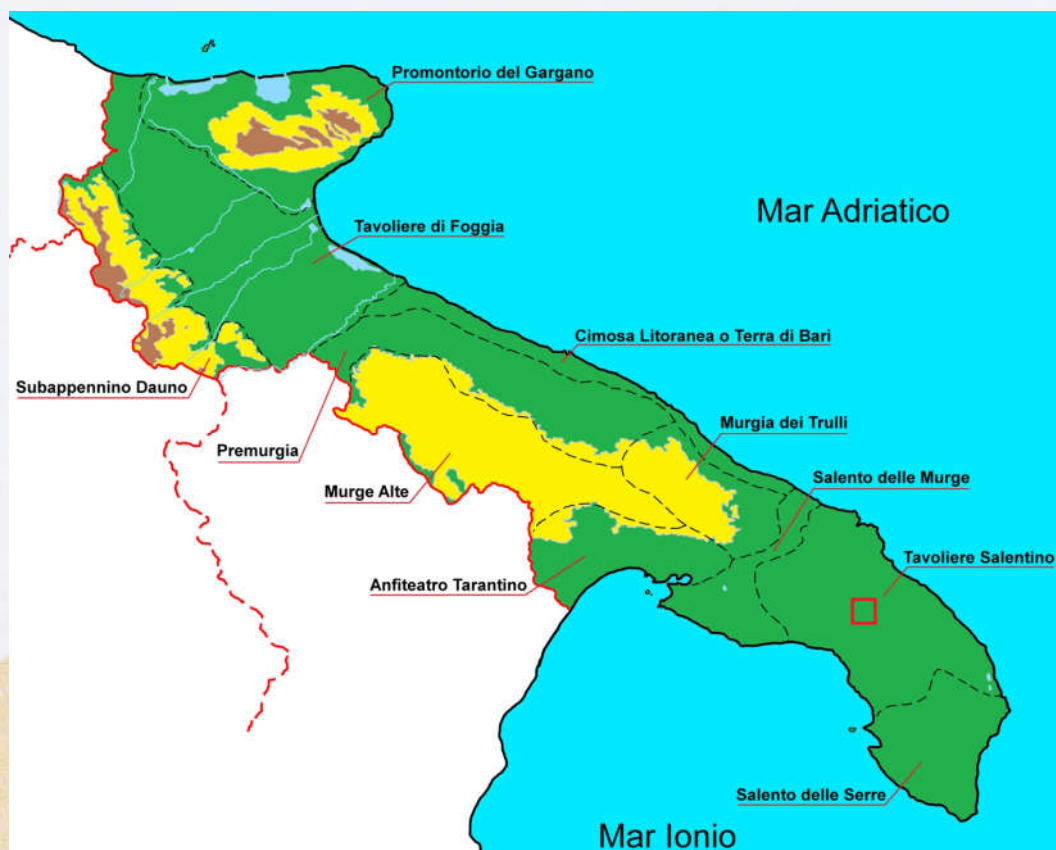 Promontorio del Gargano
Mar Adriatico
Tavoliere di Foggia
Cimosa Litoranea o Terra di Bari
Subappennino Dauno
Murgia dei Trulli
Premurgia
Salento delle Murge
Murge Alte
Tavoliere Salentino
Anfiteatro Tarantino
Salento delle Serre
Mar Ionio